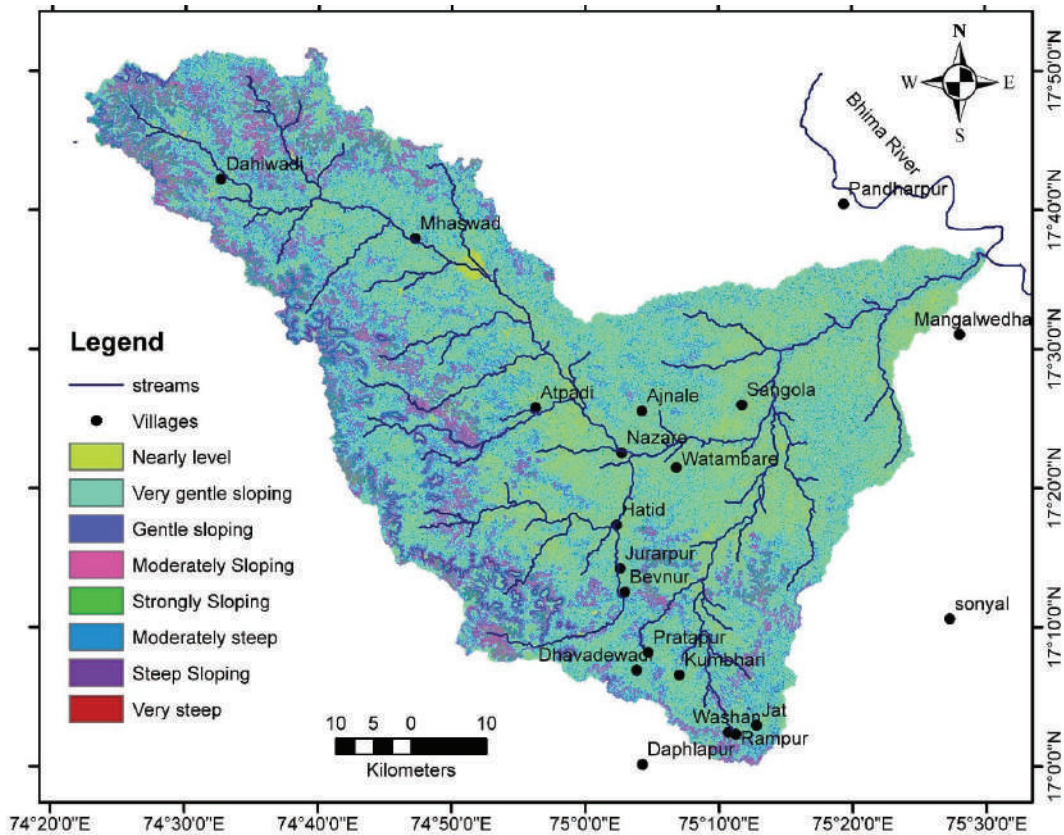 N
W E
S
Bhima River
Pandharpur
Dahiwadi
Mhaswad
Mangalwedha
Atpadi
Ajnale
Sangola
Nazare
Watambare
Hatid
Jurarpur
Bevnur
sonyal
Pratapur
Dhavadewadi
Kumbhari
Washan
Jat
Rampur
Daphlapur
Legend
streams
Villages
Nearly level
Very gentle sloping
Gentle sloping
Moderately Sloping
Strongly Sloping
Moderately steep
Steep Sloping
Very steep
10 5 0 10
Kilometers
17°50'0"N
17°40'0"N
17°30'0"N
17°20'0"N
17°10'0"N
17°0'0"N
74°20'0"E 74°30'0"E 74°40'0"E 74°50'0"E 75°0'0"E 75°10'0"E 75°20'0"E 75°30'0"E